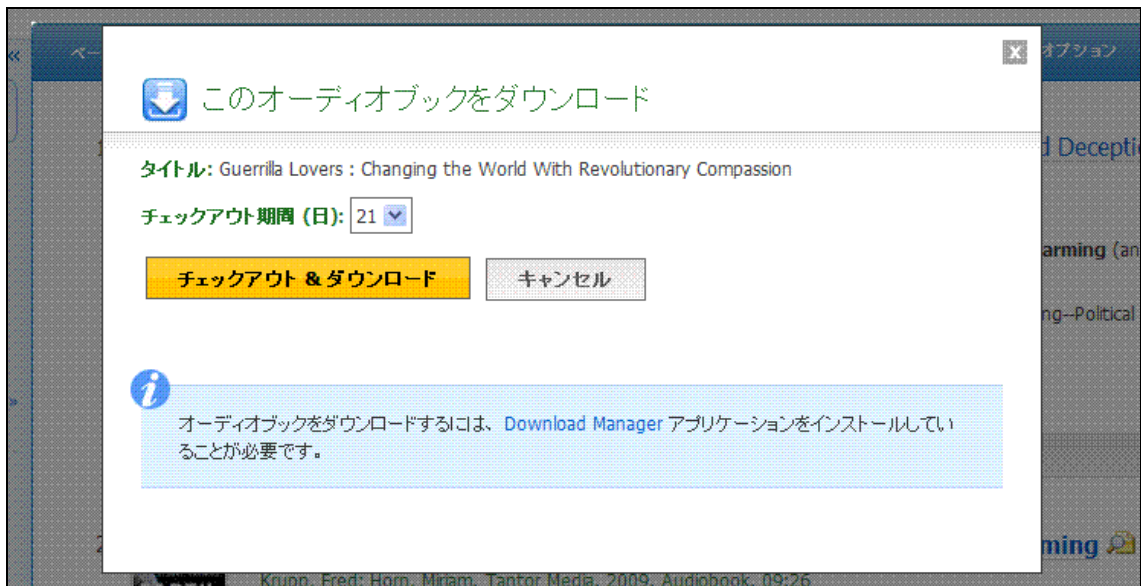 «
ペー
オプション
x
このオーディオブックをダウンロード
d Decepti
タイトル: Guerrilla Lovers : Changing the World With Revolutionary Compassion
チェックアウト期間 (日): 21
arming (an
チェックアウト & ダウンロード キャンセル
ng--Political
i
»
オーディオブックをダウンロードするには、Download Manager アプリケーションをインストールしてい
ることが必要です。
2
ming
Krupp, Fred; Horn, Miriam, Tantor Media, 2009, Audiobook, 09:26